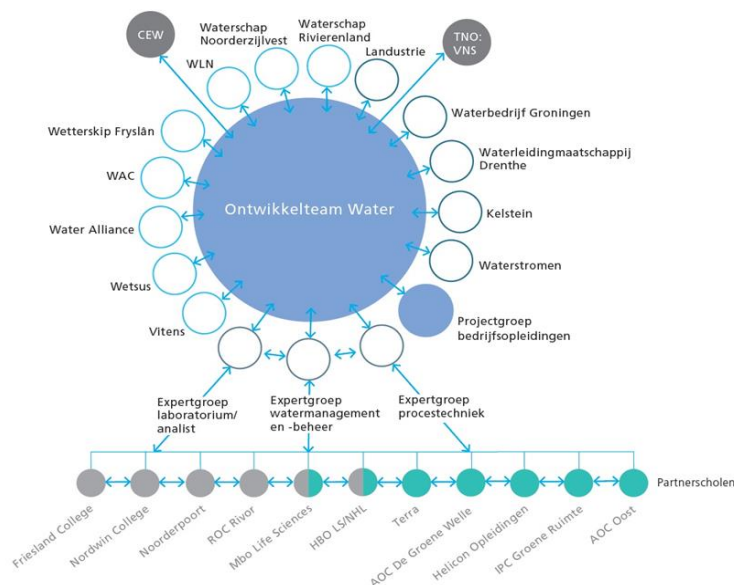 CEW
Waterschap
Noorderzijlvest
Waterschap
Rivierenland
TNO:
VNS
WLN
Landustrie
Waterbedrijf Groningen
Wetterskip Fryslân
Waterleidingmaatschappij
Drenthe
WAC
Ontwikkelteam Water
Kelstein
Water Alliance
Waterstromen
Wetsus
Vitens
Projectgroep
bedrijfsopleidingen
Expertgroep
laboratorium/
analist
Expertgroep
watermanagement
en -beheer
Expertgroep
procestechniek
Partnerscholen
Friesland College
Nordwin College
Noorderpoort
ROC Rivor
Mbo Life Sciences
HBO LS/NHL
Terra
AOC De Groene Welle
Helicon Opleidingen
IPC Groene Ruimte
AOC Oost